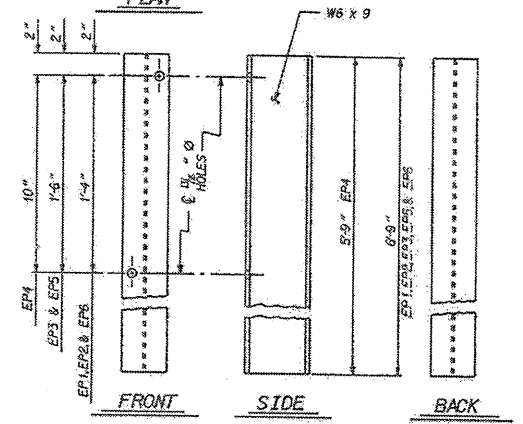 PLAN
W6 x 9
2"
2"
2"
10"
1'-6"
1'-4"
EP4
EP3 & EP5
EP1,EP2,& EP6
" Ø
HOLES
5'-9" EP4
6'-9"
EP1,EP2,EP3,EP5,& EP6
FRONT
SIDE
BACK